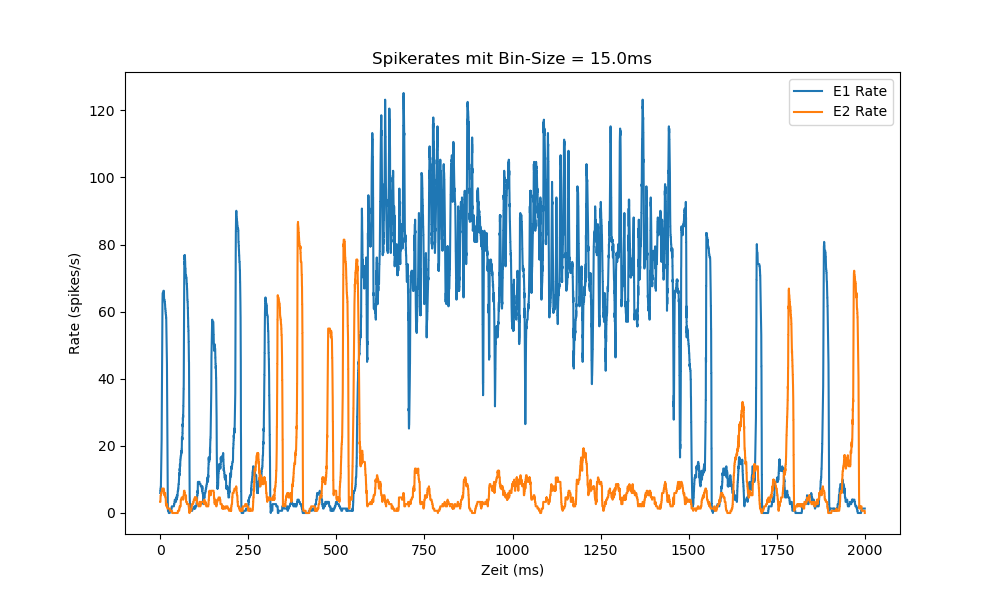 Spikerates mit Bin-Size = 15.0ms
E1 Rate
E2 Rate
120
100
80
60
40
20
0
Rate (spikes/s)
0 250 500 750 1000 1250 1500 1750 2000
Zeit (ms)